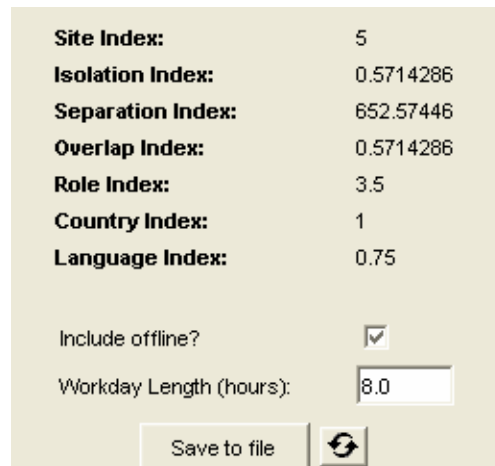 Site Index: 5
Isolation Index: 0.5714286
Separation Index: 652.57446
Overlap Index: 0.5714286
Role Index: 3.5
Country Index: 1
Language Index: 0.75
Include offline?
Workday Length (hours): 8.0
Save to file